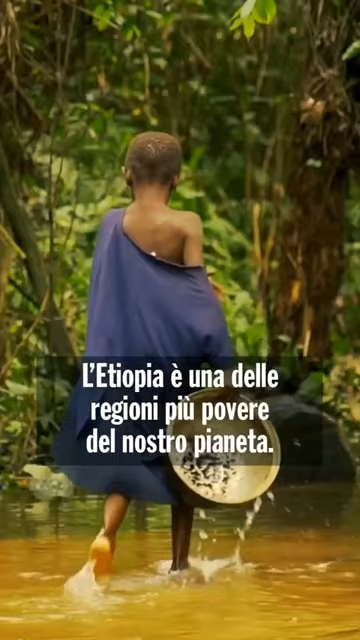 L'Etiopia è una delle
regioni più povere
del nostro pianeta.